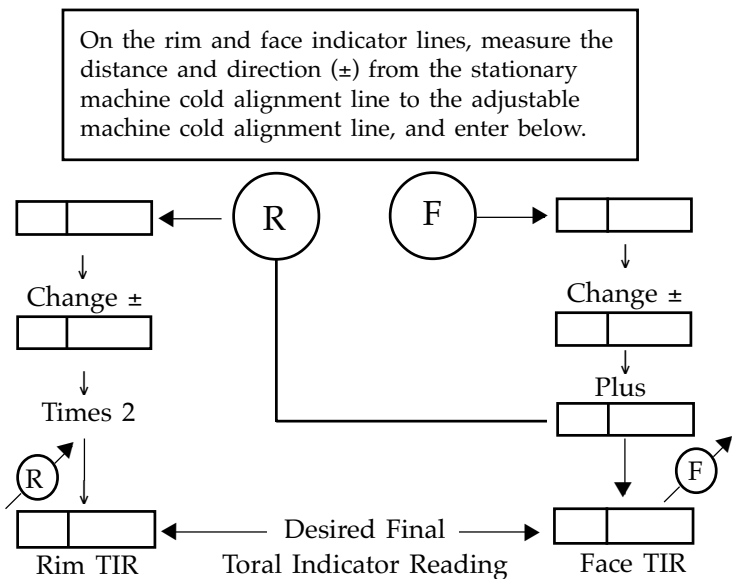 On the rim and face indicator lines, measure the
distance and direction (±) from the stationary
machine cold alignment line to the adjustable
machine cold alignment line, and enter below.
R
F
Change ±
Change ±
Plus
Times 2
R
F
Desired Final
Rim TIR
Toral Indicator Reading
Face TIR